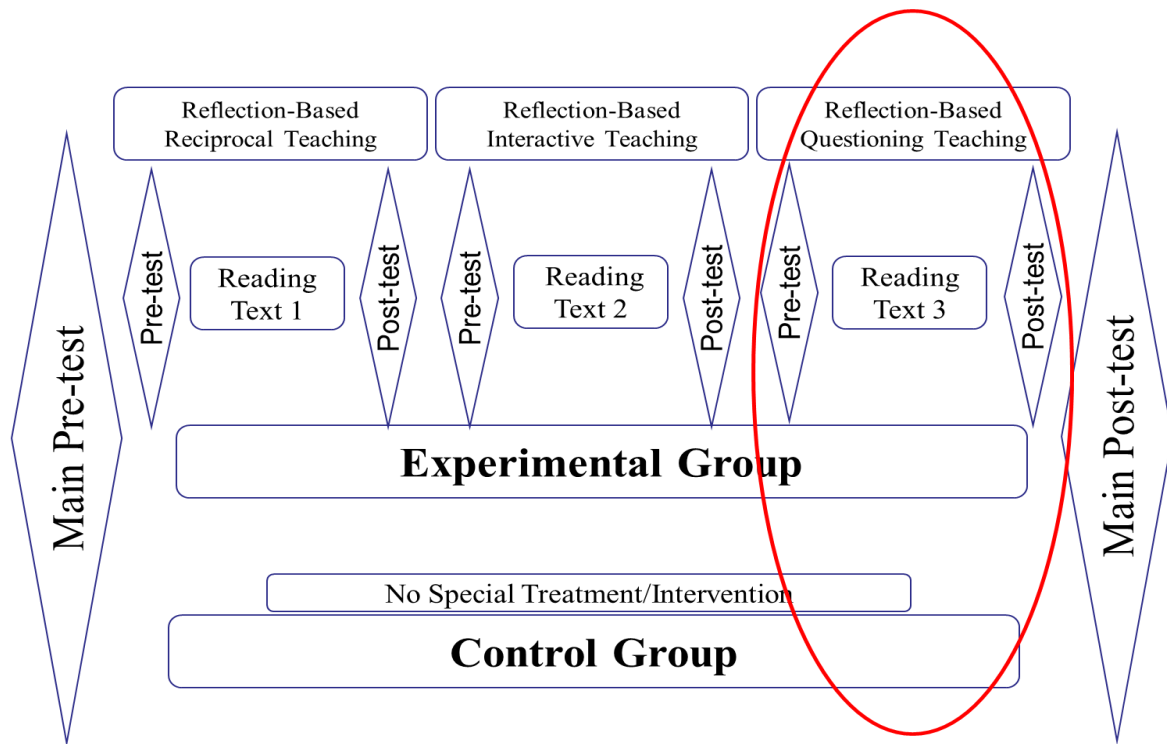 Reflection-Based
Reciprocal Teaching
Reflection-Based
Interactive Teaching
Reflection-Based
Questioning Teaching
Main Pre-test
Pre-test
Reading
Text 1
Post-test
Pre-test
Reading
Text 2
Post-test
Pre-test
Reading
Text 3
Post-test
Main Post-test
Experimental Group
No Special Treatment/Intervention
Control Group